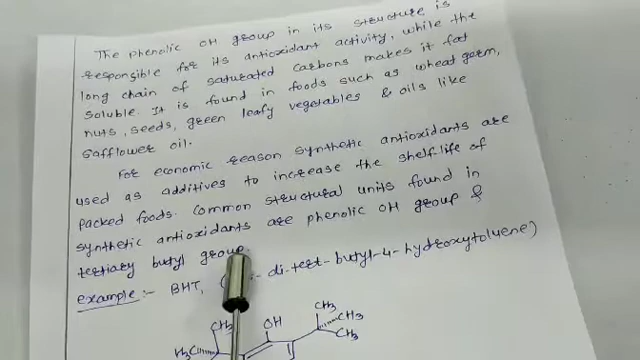 The phenolic OH group in its structure is
responsible for its antioxidant activity, while the
long chain of saturated carbons makes it fat
soluble. It is found in foods such as wheat germ,
nuts, seeds, green leafy vegetables & oils like
safflower oil.
For economic reason synthetic antioxidants are
used as additives to increase the shelf life of
packed foods. Common structural units found in
synthetic antioxidants are phenolic OH group &
tertiary butyl group.
example :- BHT, di-tert-butyl-4-hydroxytoluene)
CH3 OH CH3
CH3
H3C CH3